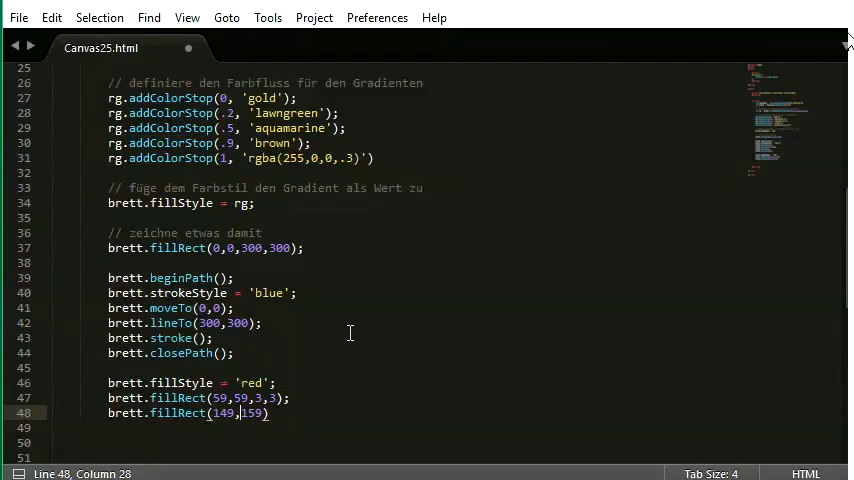 File Edit Selection Find View Goto Tools Project Preferences Help
Canvas25.html
25
26 // definiere den Farbfluss für den Gradienten
27 rg.addColorStop(0, 'gold');
28 rg.addColorStop(.2, 'lawngreen');
29 rg.addColorStop(.5, 'aquamarine');
30 rg.addColorStop(.9, 'brown');
31 rg.addColorStop(1, 'rgba(255,0,0,.3)')
32
33 // füge dem Farbstil den Gradient als Wert zu
34 brett.fillStyle = rg;
35
36 // zeichne etwas damit
37 brett.fillRect(0,0,300,300);
38
39 brett.beginPath();
40 brett.strokeStyle = 'blue';
41 brett.moveTo(0,0);
42 brett.lineTo(300,300);
43 brett.stroke();
44 brett.closePath();
45
46 brett.fillStyle = 'red';
47 brett.fillRect(59,59,3,3);
48 brett.fillRect(149,159)
49
50
51
Line 48, Column 28 Tab Size: 4 HTML